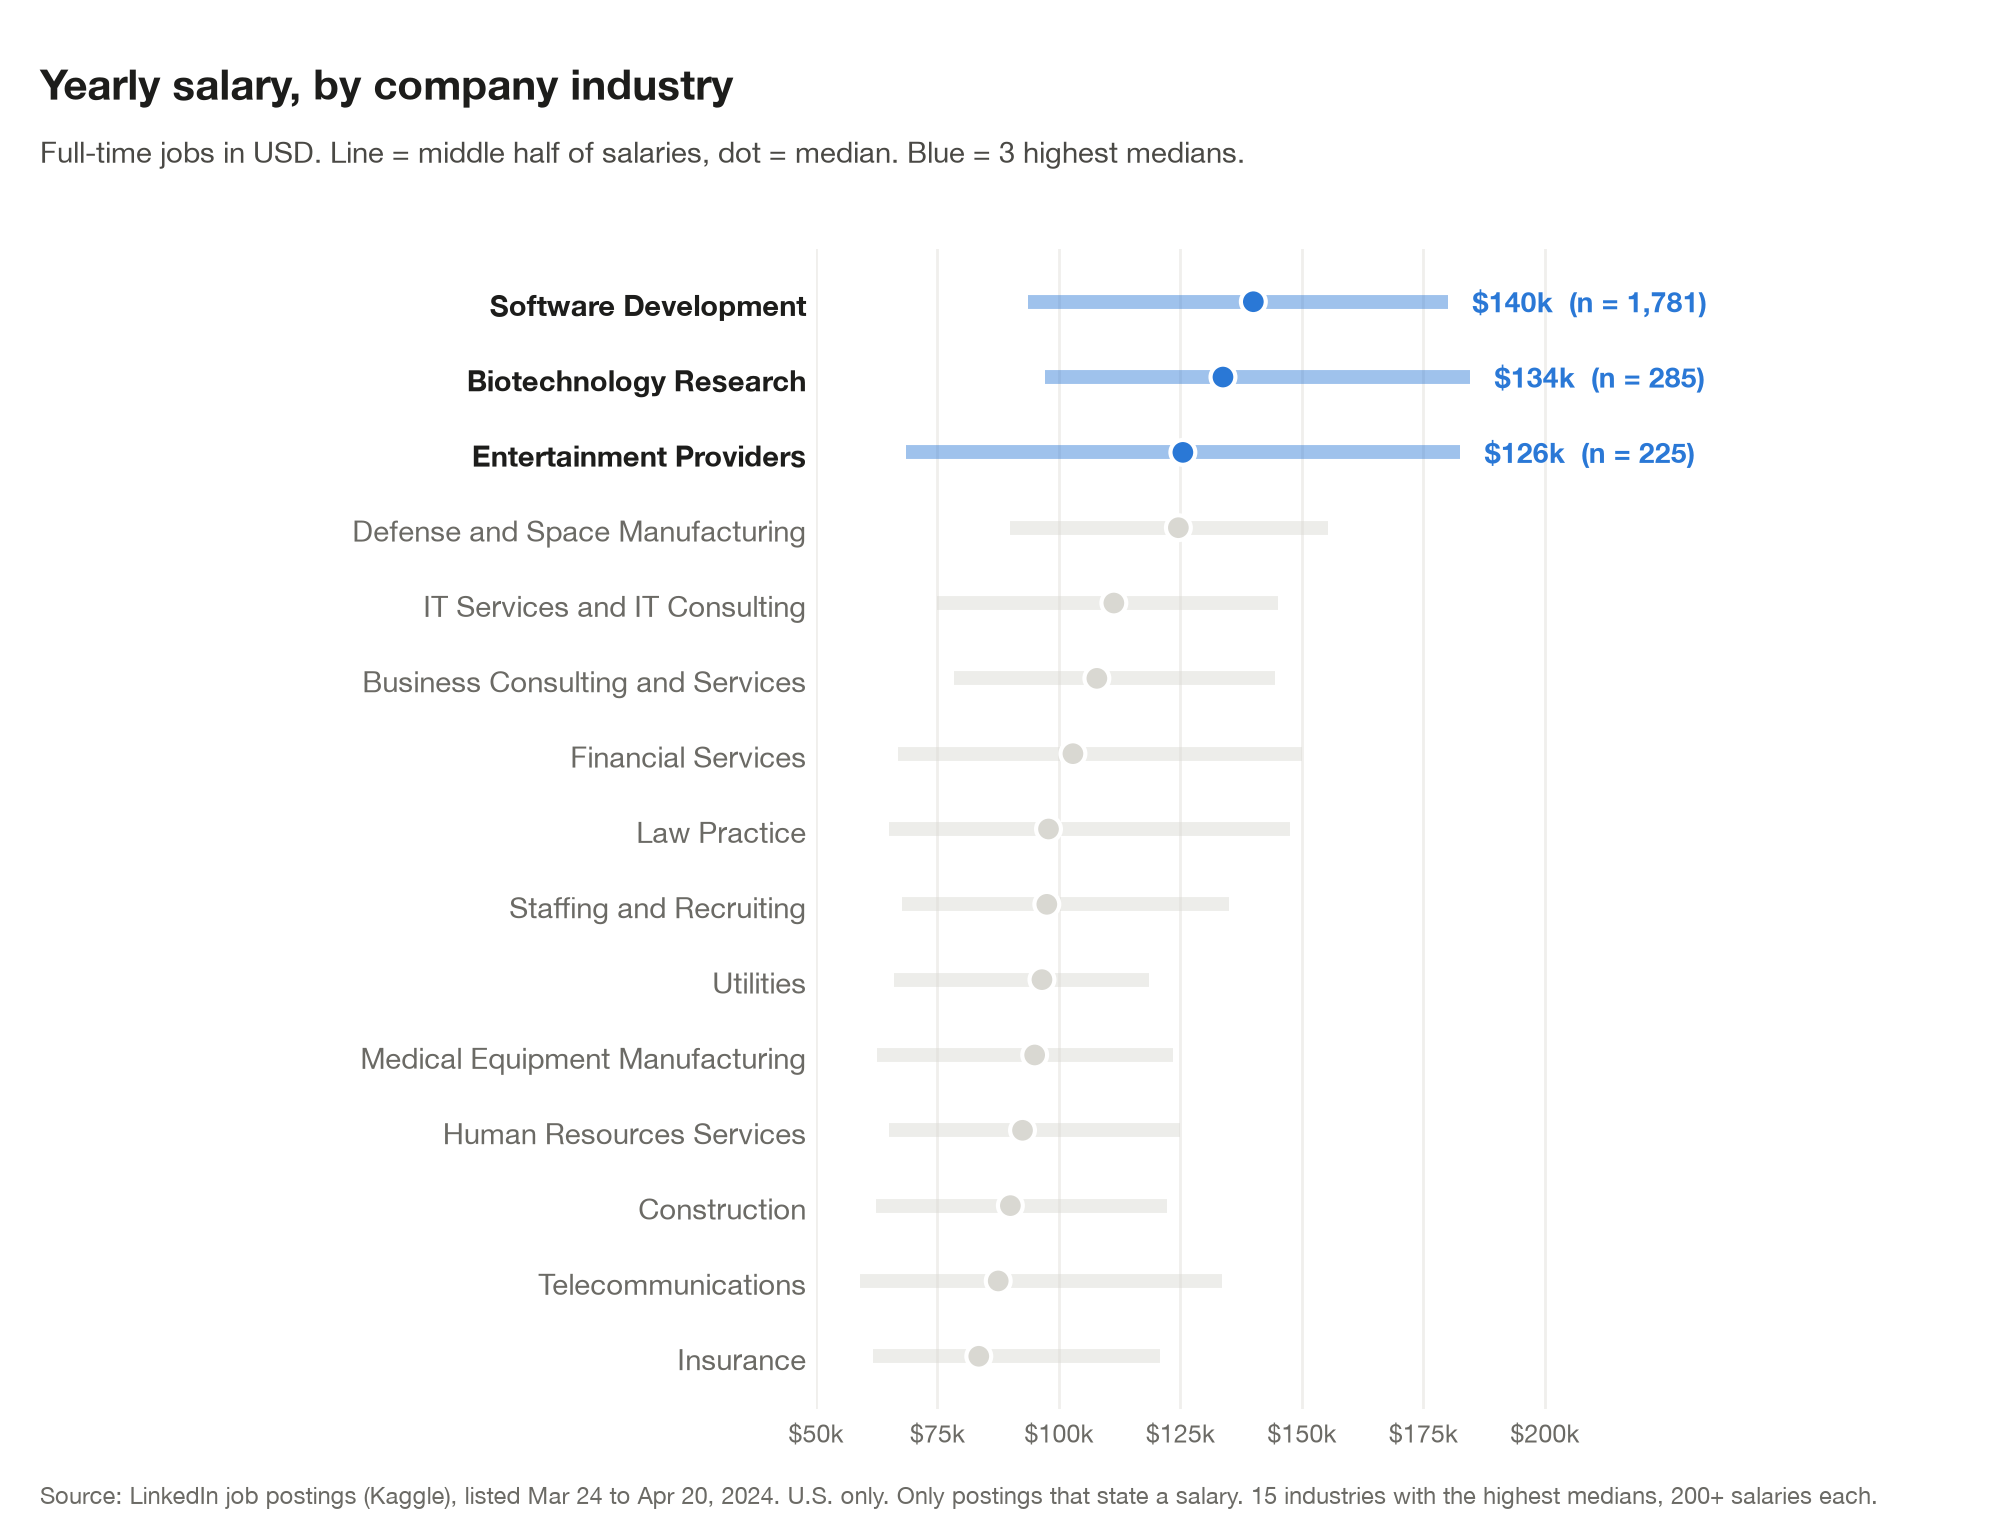 Yearly salary, by company industry
Full-time jobs in USD. Line = middle half of salaries, dot = median. Blue = 3 highest medians.
Software Development
$140k (n = 1,781)
Biotechnology Research
$134k (n = 285)
Entertainment Providers
$126k (n = 225)
Defense and Space Manufacturing
IT Services and IT Consulting
Business Consulting and Services
Financial Services
Law Practice
Staffing and Recruiting
Utilities
Medical Equipment Manufacturing
Human Resources Services
Construction
Telecommunications
Insurance
$50k $75k $100k $125k $150k $175k $200k
Source: LinkedIn job postings (Kaggle), listed Mar 24 to Apr 20, 2024. U.S. only. Only postings that state a salary. 15 industries with the highest medians, 200+ salaries each.